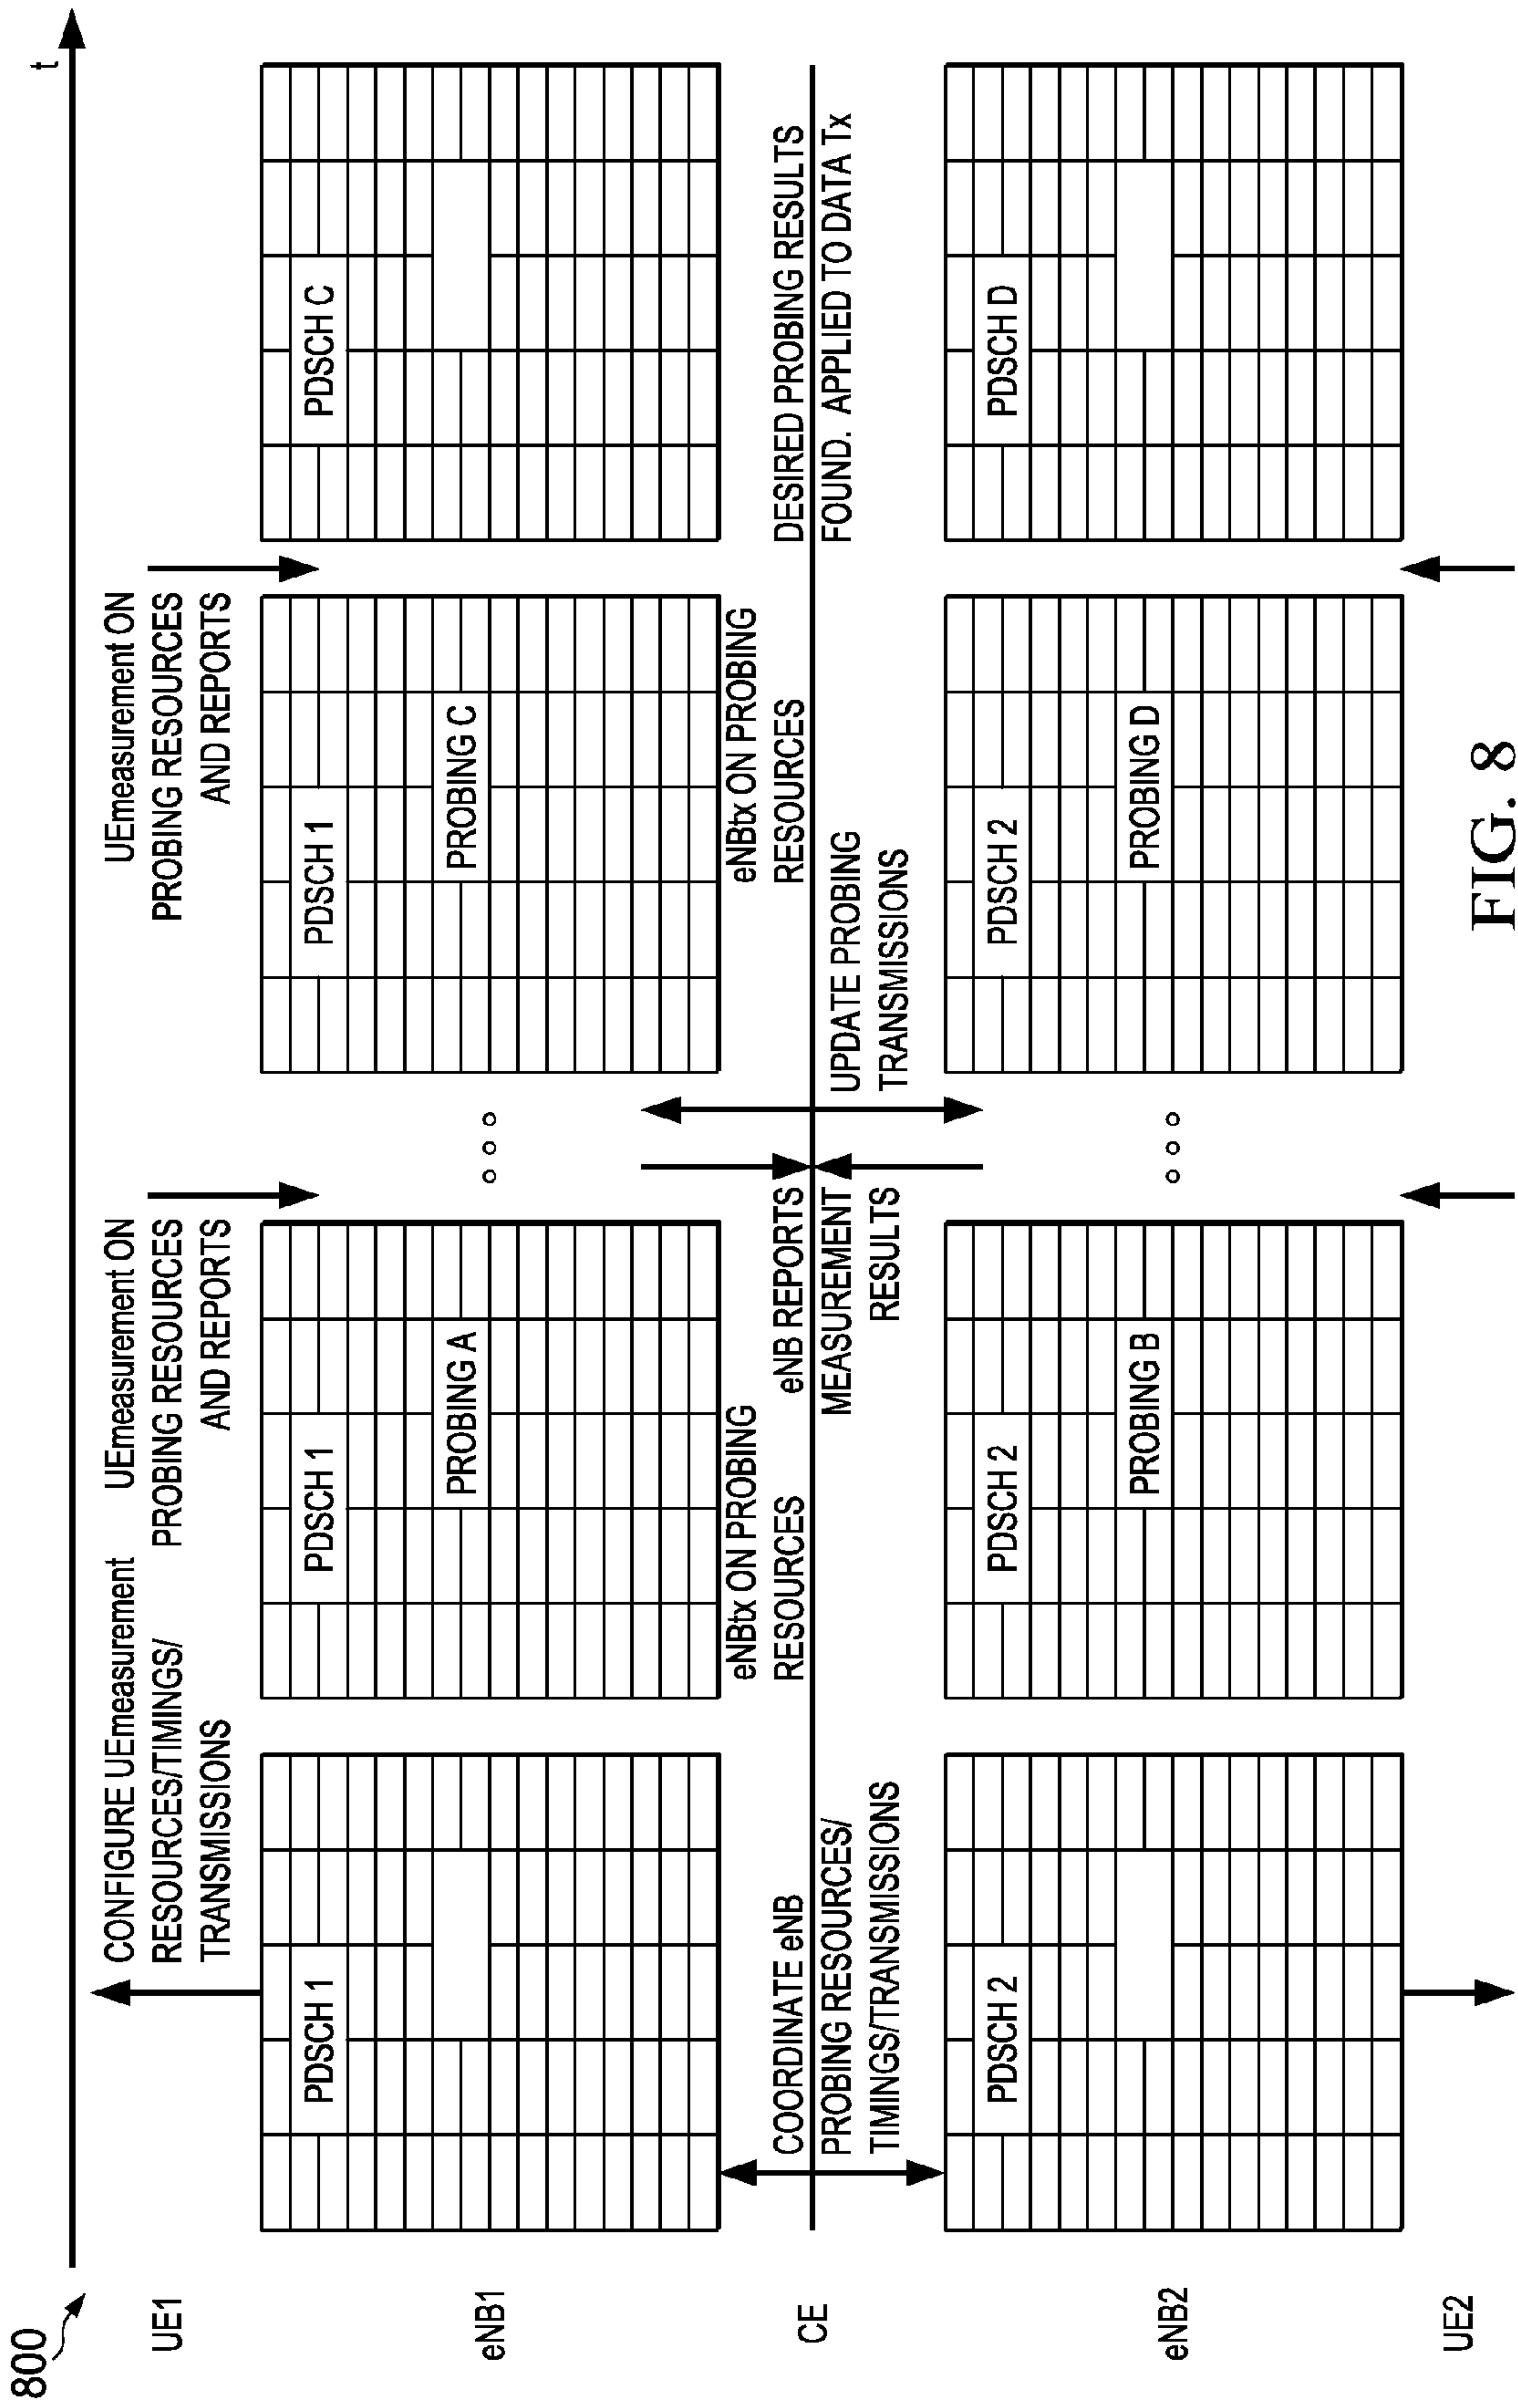 800
t
UE1
CONFIGURE UEmeasurement
RESOURCES/TIMINGS/
TRANSMISSIONS
UEmeasurement ON
PROBING RESOURCES
AND REPORTS
UEmeasurement ON
PROBING RESOURCES
AND REPORTS
eNB1
PDSCH 1
PDSCH 1
PROBING A
PDSCH 1
PROBING C
PDSCH C
eNBtx ON PROBING
RESOURCES
eNBtx ON PROBING
RESOURCES
CE
COORDINATE eNB
PROBING RESOURCES/
TIMINGS/TRANSMISSIONS
eNB REPORTS
MEASUREMENT
RESULTS
UPDATE PROBING
TRANSMISSIONS
DESIRED PROBING RESULTS
FOUND. APPLIED TO DATA Tx
eNB2
PDSCH 2
PDSCH 2
PROBING B
PDSCH 2
PROBING D
PDSCH D
UE2
FIG. 8